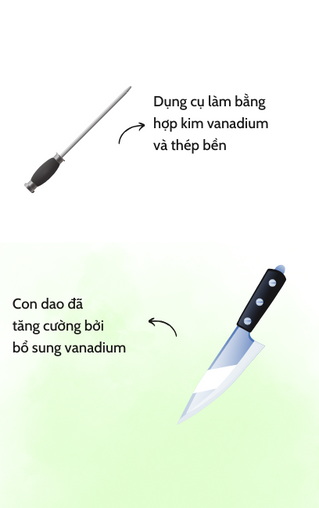 Dụng cụ làm bằng
hợp kim vanadium
và thép bền
Con dao đã
tăng cường bởi
bổ sung vanadium